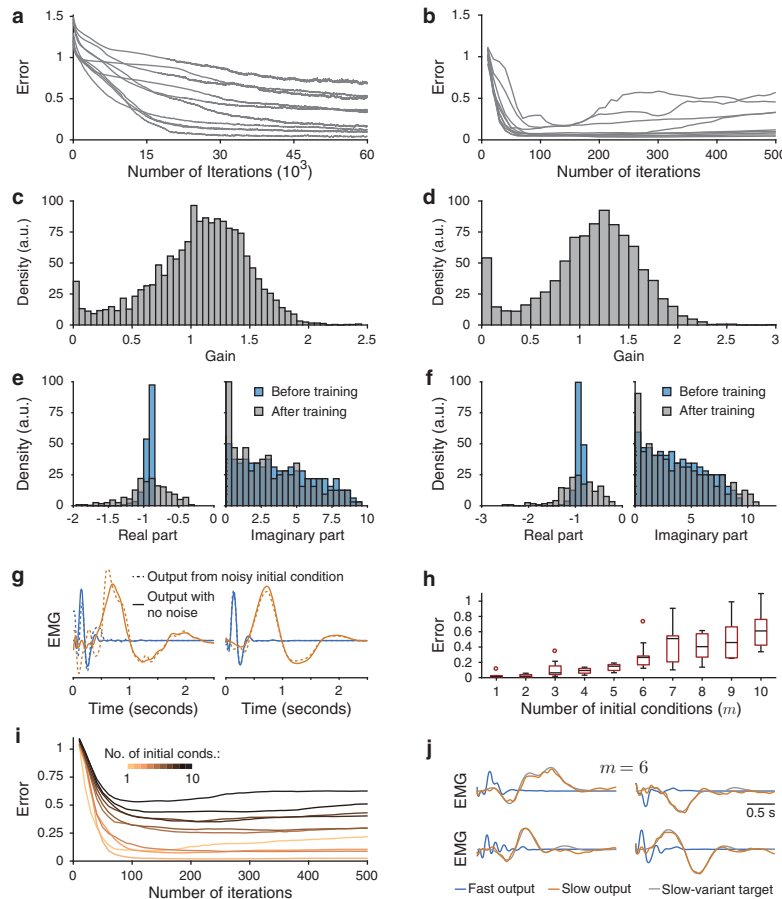 a
1.5
1
0.5
0
Error
15
30
45
60
Number of Iterations (10³)
b
1.5
1
0.5
0
Error
100
200
300
400
500
Number of iterations
c
100
75
50
25
0
Density (a.u.)
0
0.5
1
1.5
2
2.5
Gain
d
100
75
50
25
0
Density (a.u.)
0
0.5
1
1.5
2
2.5
3
Gain
e
100
75
50
25
0
Density (a.u.)
-2
-1.5
-1
-0.5
0
Real part
Before training
After training
0
2.5
5
7.5
10
Imaginary part
f
100
75
50
25
0
Density (a.u.)
-3
-2
-1
0
Real part
Before training
After training
0
5
10
Imaginary part
g
EMG
Output from noisy initial condition
Output with
no noise
0
1
2
Time (seconds)
0
1
2
Time (seconds)
h
1.0
0.8
0.6
0.4
0.2
0
Error
1
2
3
4
5
6
7
8
9
10
Number of initial conditions (m)
i
No. of initial conds.:
1
10
1
0.75
0.5
0.25
0
Error
0
100
200
300
400
500
Number of iterations
j
m = 6
EMG
0.5 s
EMG
Fast output
Slow output
Slow-variant target